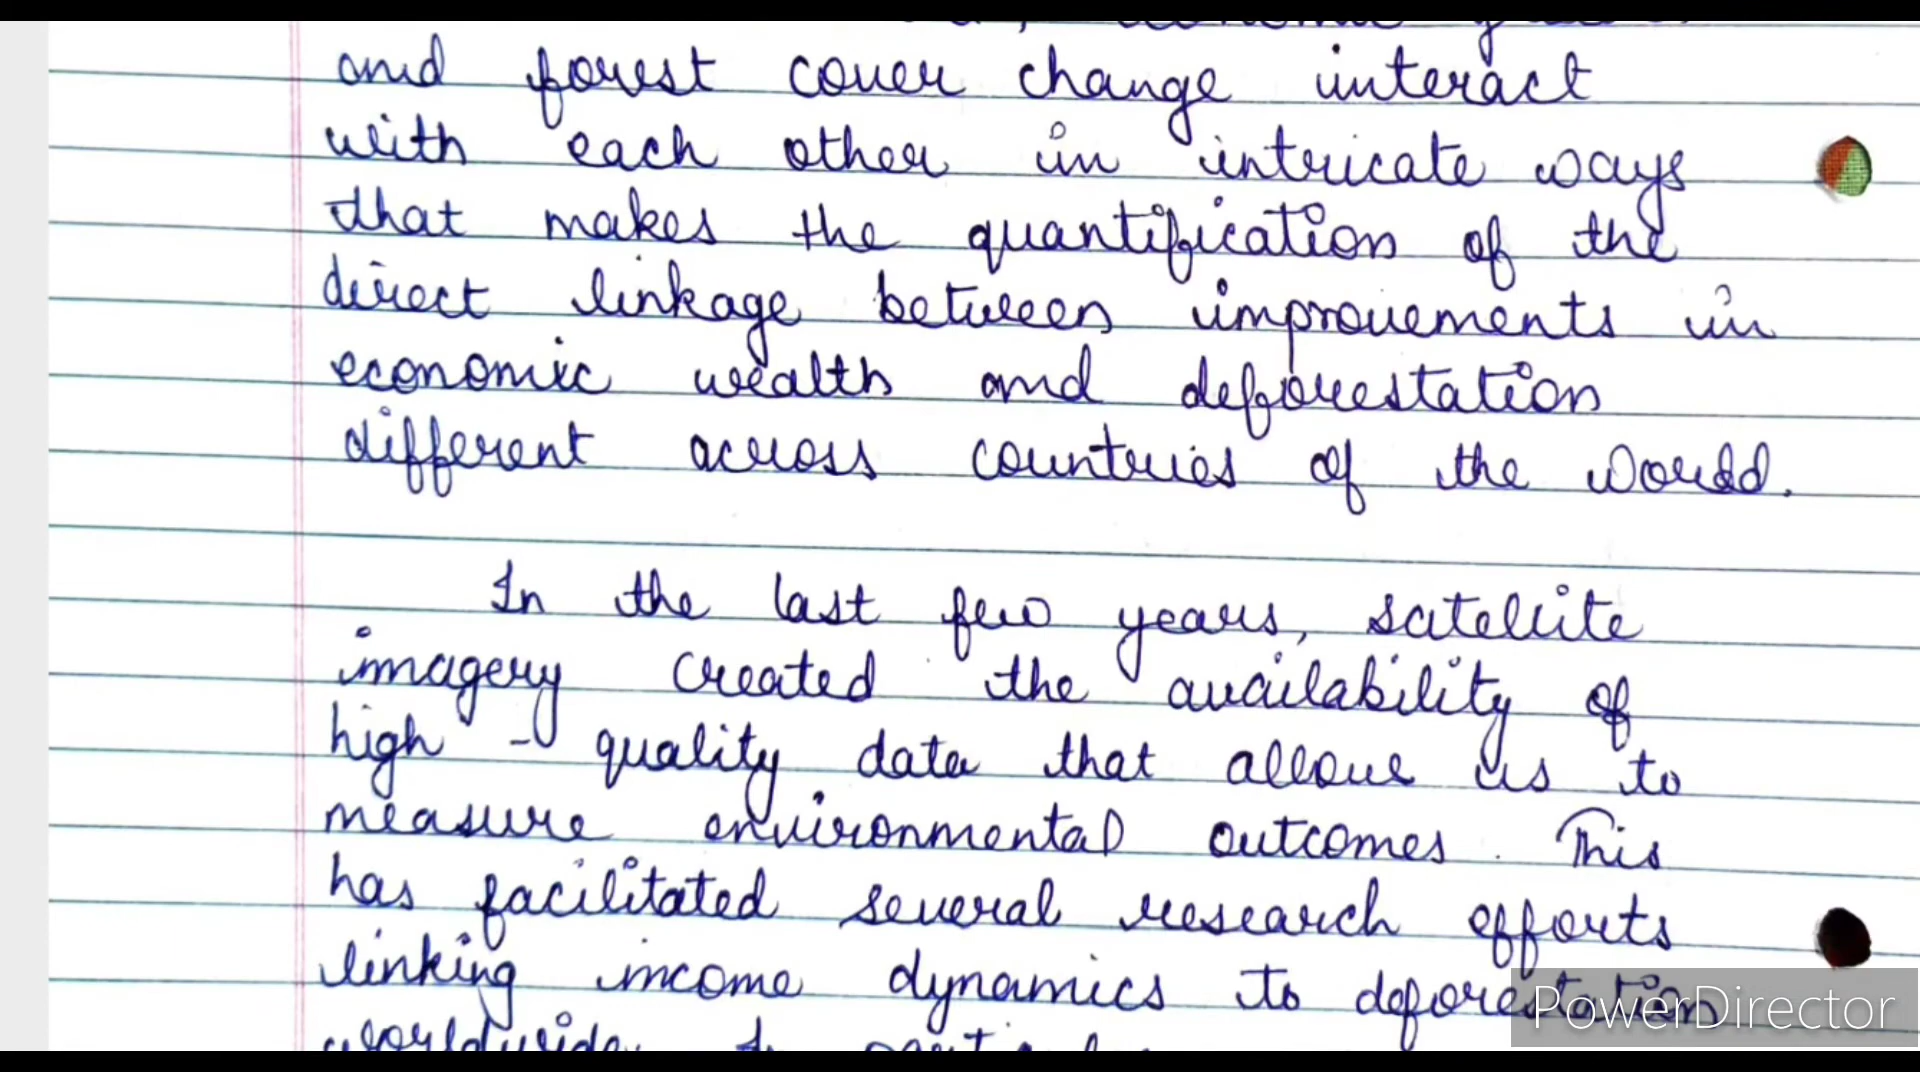 and forest cover change interact
with each other in intricate ways
that makes the quantification of the
direct linkage between improvements in
economic wealth and deforestation
different across countries of the world.
In the last few years, satellite
imagery created the availability of
high - quality data that allow us to
measure environmental outcomes. This
has facilitated several research efforts
linking income dynamics to deforestation
PowerDirector